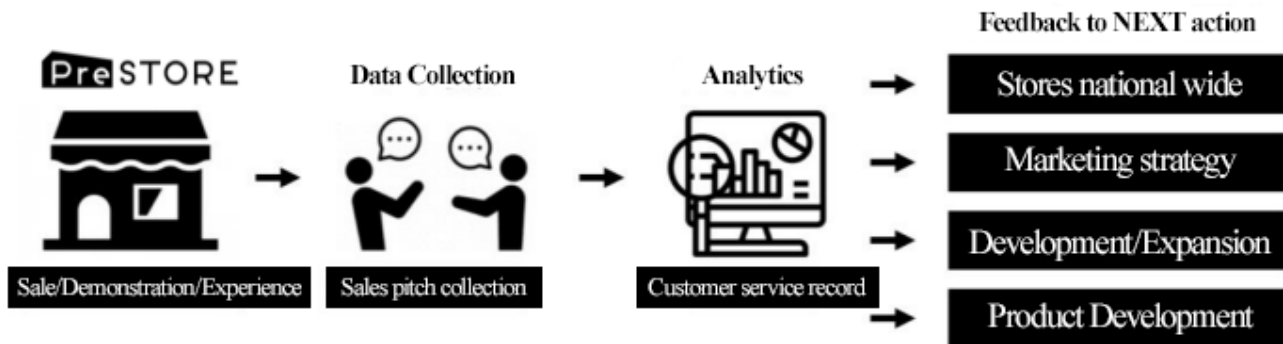 Feedback to NEXT action
PreSTORE
Data Collection
Analytics
Stores national wide
Marketing strategy
Development/Expansion
Product Development
Sale/Demonstration/Experience
Sales pitch collection
Customer service record